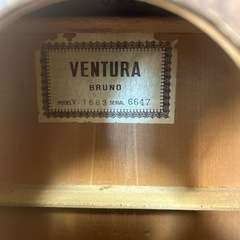 VENTURA
BRUNO
MODEL V-1583 SERIAL 6647